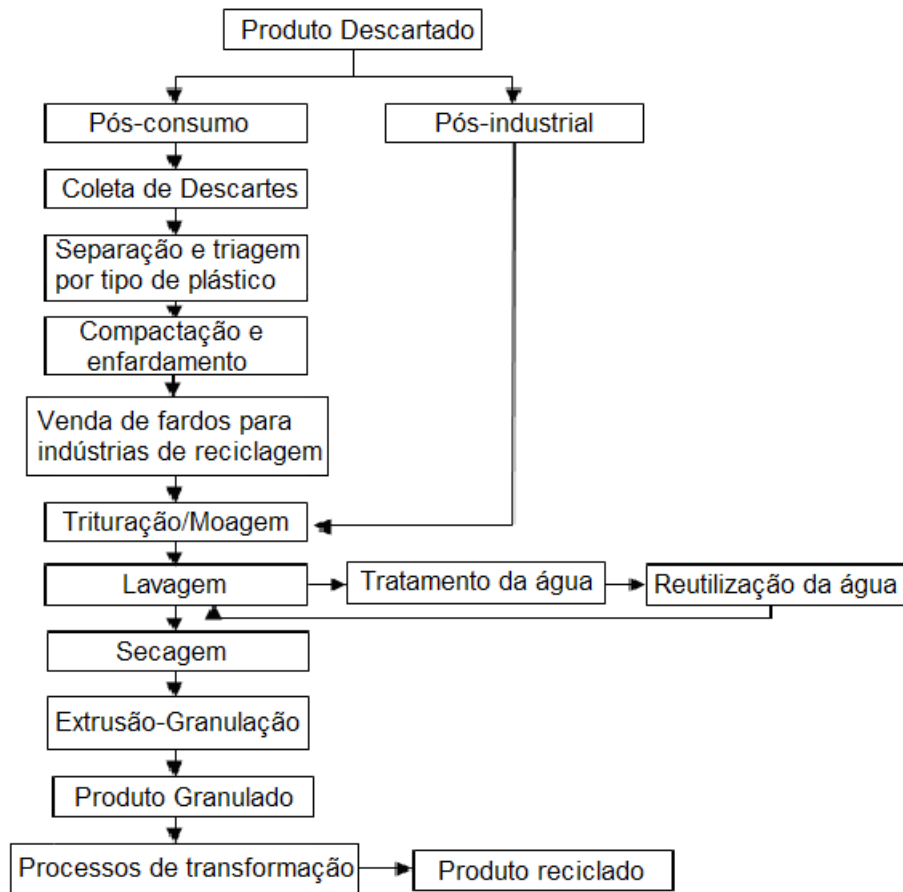 Produto Descartado
Pós-consumo
Pós-industrial
Coleta de Descartes
Separação e triagem
por tipo de plástico
Compactação e
enfardamento
Venda de fardos para
indústrias de reciclagem
Trituração/Moagem
Lavagem
Tratamento da água
Reutilização da água
Secagem
Extrusão-Granulação
Produto Granulado
Processos de transformação
Produto reciclado